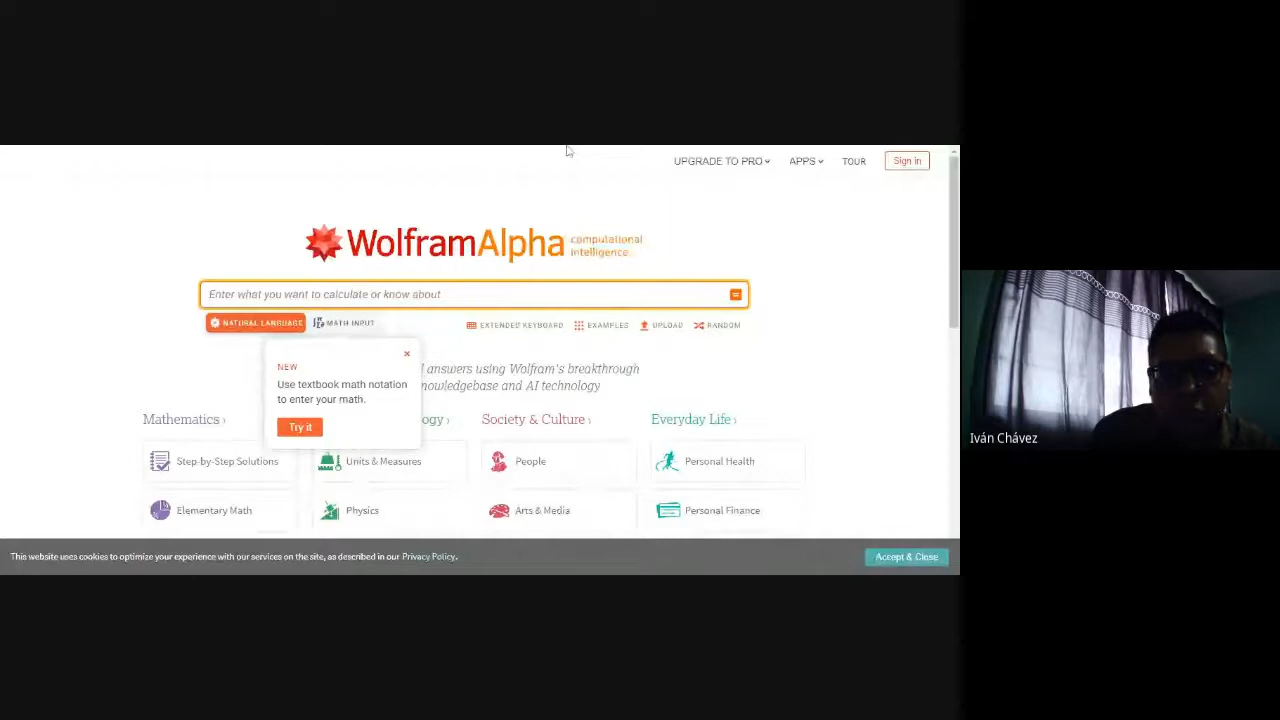 UPGRADE TO PRO
APPS
TOUR
Sign in
WolframAlpha computational intelligence.
Enter what you want to calculate or know about
NATURAL LANGUAGE
MATH INPUT
EXTENDED KEYBOARD
EXAMPLES
UPLOAD
RANDOM
NEW
Use textbook math notation
to enter your math.
Try it
answers using Wolfram's breakthrough
nowledgebase and AI technology
Mathematics ›
ogy ›
Society & Culture ›
Everyday Life ›
Step-by-Step Solutions
Units & Measures
People
Personal Health
Elementary Math
Physics
Arts & Media
Personal Finance
This website uses cookies to optimize your experience with our services on the site, as described in our Privacy Policy.
Accept & Close
Iván Chávez